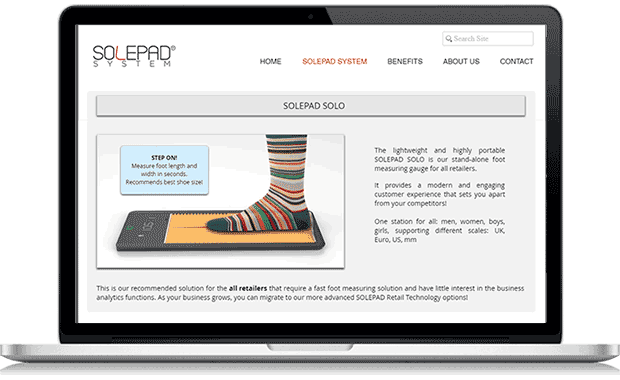 SOLEPAD®
SYSTEM
Search Site
HOME SOLEPAD SYSTEM BENEFITS ABOUT US CONTACT
SOLEPAD SOLO
STEP ON!
Measure foot length and
width in seconds.
Recommends best shoe size!
The lightweight and highly portable
SOLEPAD SOLO is our stand-alone foot
measuring gauge for all retailers.
It provides a modern and engaging
customer experience that sets you apart
from your competitors!
One station for all: men, women, boys,
girls, supporting different scales: UK,
Euro, US, mm
This is our recommended solution for the all retailers that require a fast foot measuring solution and have little interest in the business
analytics functions. As your business grows, you can migrate to our more advanced SOLEPAD Retail Technology options!